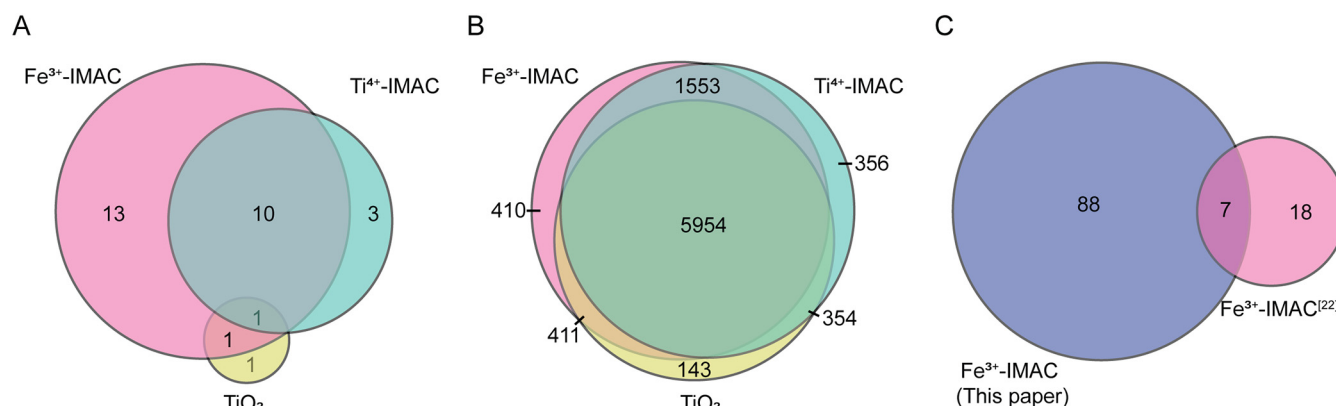 A
Fe³⁺-IMAC
Ti⁴⁺-IMAC
13
10
3
1
1
1
TiO₂
B
Fe³⁺-IMAC
Ti⁴⁺-IMAC
1553
356
410
5954
411
354
143
TiO₂
C
88
7
18
Fe³⁺-IMAC[22]
Fe³⁺-IMAC
(This paper)